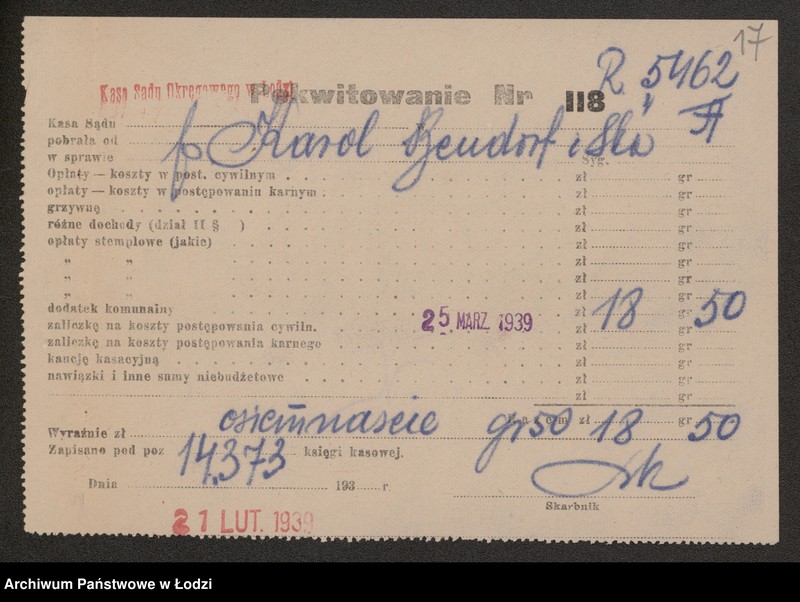 17
R 5462
Kasa Sądu Okręgowego w Łodzi
Pokwitowanie Nr 118
A
Kasa Sądu
pobrała od f. Karol i Ska"
w sprawie Syg.
Opłaty — koszty w post. cywilnym zł gr
opłaty — koszty w postępowaniu karnym zł gr
grzywnę zł gr
różne dochody (dział II § ) zł gr
opłaty stemplowe (jakie) zł gr
" " zł gr
" " zł gr
" " zł gr
dodatek komunalny
zaliczkę na koszty postępowania cywiln. 25 MARZ 1939 zł 18 gr 50
zaliczkę na koszty postępowania karnego zł gr
kaucję kasacyjną zł gr
nawiązki i inne sumy niebudżetowe zł gr
zł gr
Wyraźnie zł osiemnaście gr 50 Razem zł 18 gr 50
Zapisano pod poz 14,373 księgi kasowej.
Dnia 193 r.
Skarbnik
21 LUT. 1939
Archiwum Państwowe w Łodzi